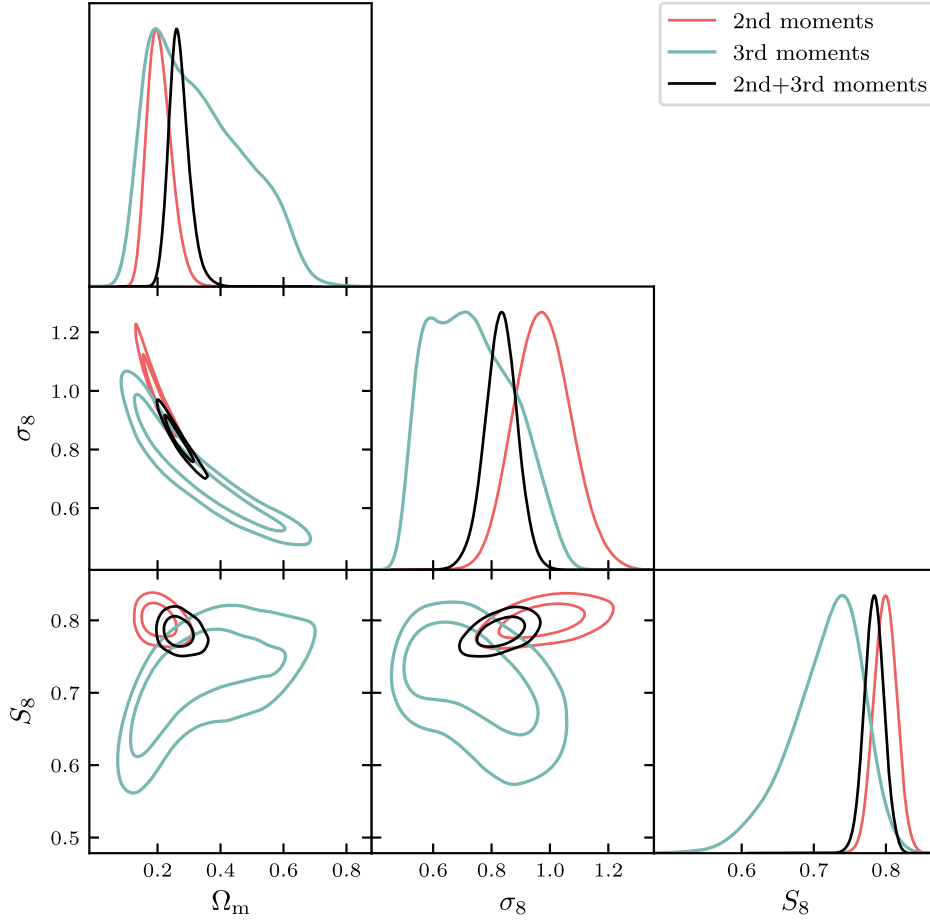 2nd moments
3rd moments
2nd+3rd moments
1.2
1.0
0.8
0.6
σ8
0.8
0.7
0.6
0.5
S8
0.2 0.4 0.6 0.8
0.6 0.8 1.0 1.2
0.6 0.7 0.8
Ωm
σ8
S8